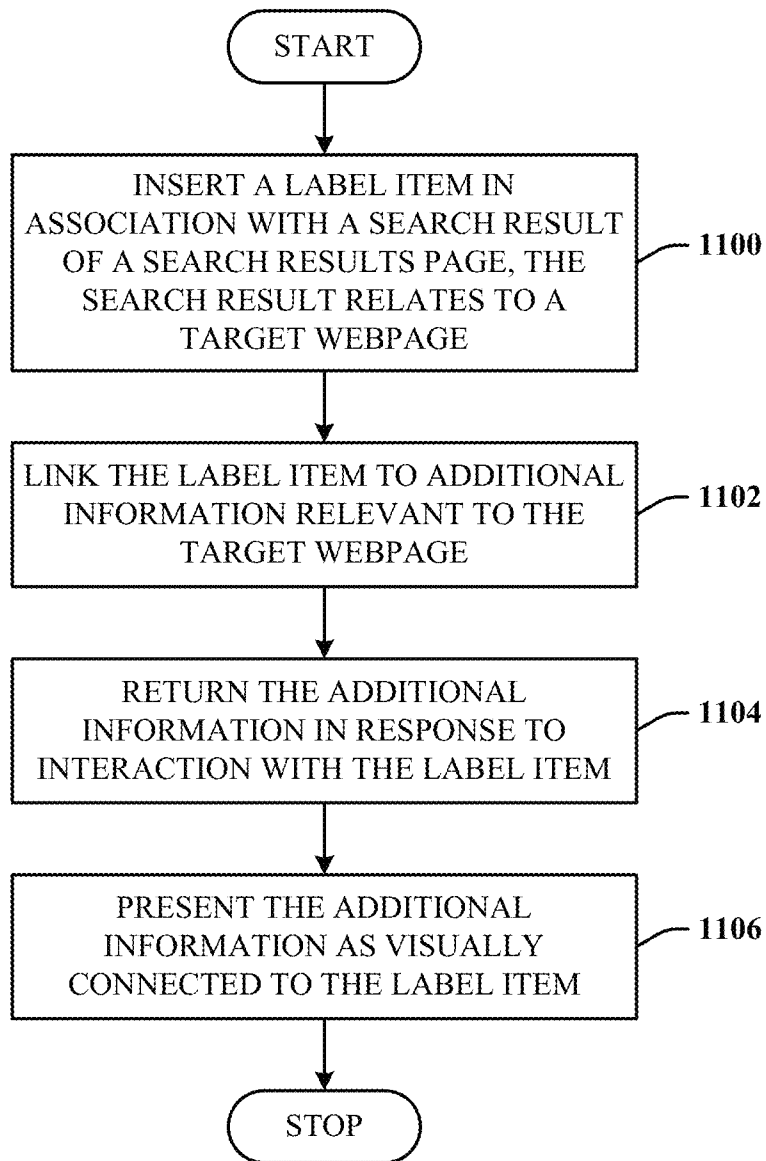 START
INSERT A LABEL ITEM IN
ASSOCIATION WITH A SEARCH RESULT
OF A SEARCH RESULTS PAGE, THE
SEARCH RESULT RELATES TO A
TARGET WEBPAGE
1100
LINK THE LABEL ITEM TO ADDITIONAL
INFORMATION RELEVANT TO THE
TARGET WEBPAGE
1102
RETURN THE ADDITIONAL
INFORMATION IN RESPONSE TO
INTERACTION WITH THE LABEL ITEM
1104
PRESENT THE ADDITIONAL
INFORMATION AS VISUALLY
CONNECTED TO THE LABEL ITEM
1106
STOP